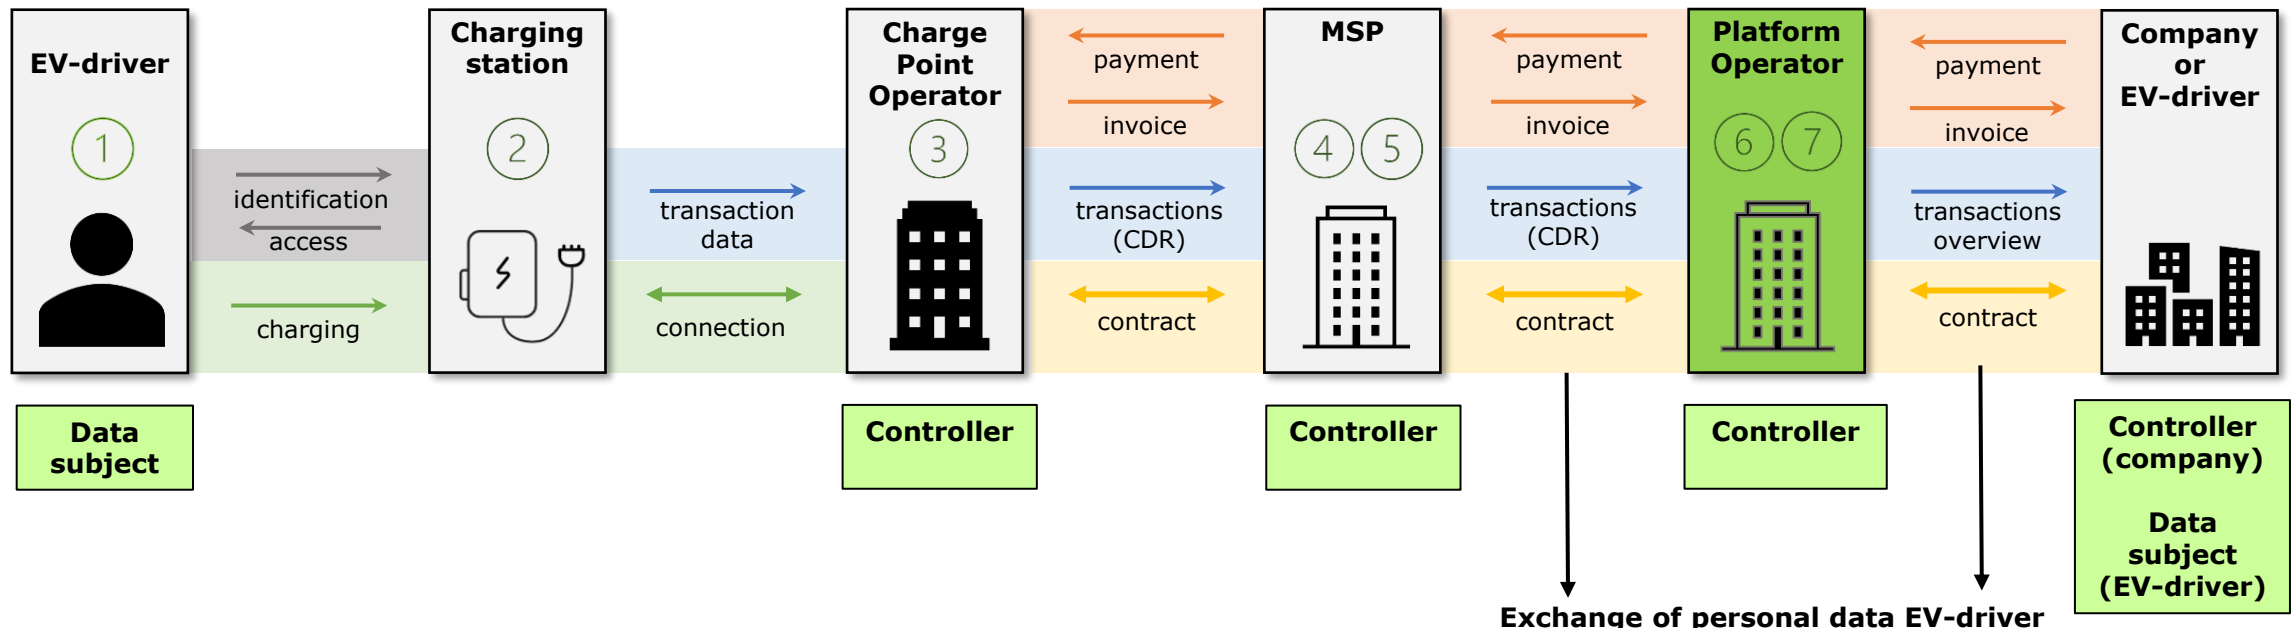 EV-driver
1
identification
access
charging
Charging
station
2
transaction
data
connection
Charge
Point
Operator
3
payment
invoice
transactions
(CDR)
contract
MSP
4 5
payment
invoice
transactions
(CDR)
contract
Platform
Operator
6 7
payment
invoice
transactions
overview
contract
Company
or
EV-driver
Data
subject
Controller
Controller
Controller
Controller
(company)
Data
subject
(EV-driver)
Exchange of personal data EV-driver